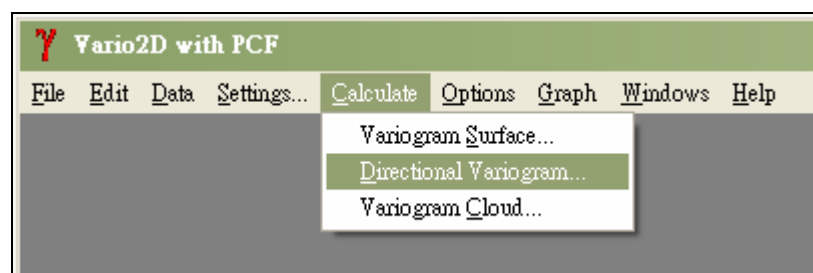 γ Vario2D with PCF
File Edit Data Settings... Calculate Options Graph Windows Help
Variogram Surface...
Directional Variogram...
Variogram Cloud...